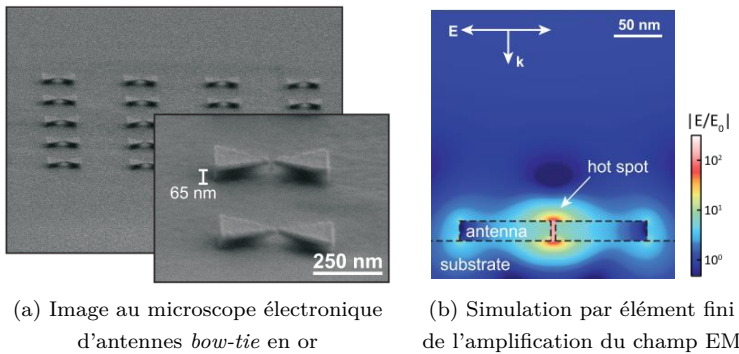 65 nm
250 nm
E
k
50 nm
|E/E₀|
10²
10¹
10⁰
hot spot
antenna
substrate
(a) Image au microscope électronique
d'antennes bow-tie en or
(b) Simulation par élément fini
de l'amplification du champ EM